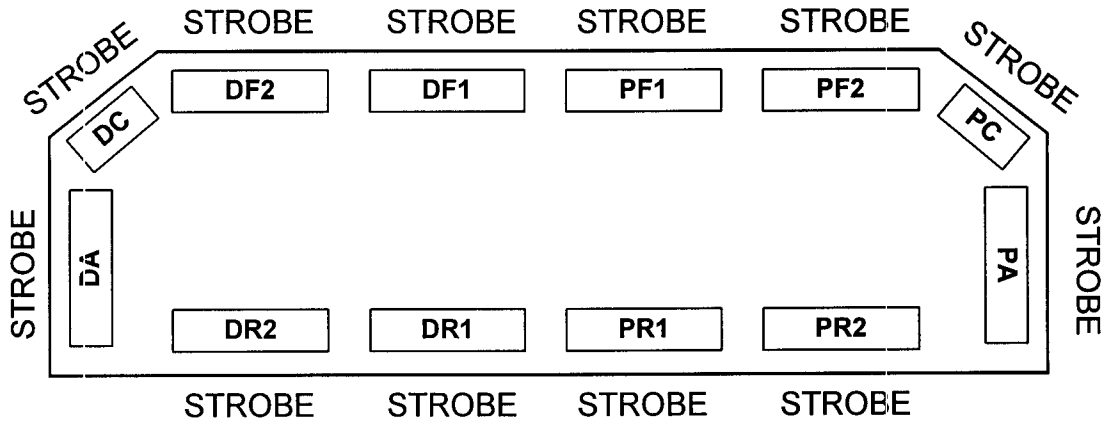 STROBE STROBE STROBE STROBE
STROBE STROBE
DF2 DF1 PF1 PF2
DC PC
STROBE DA PA STROBE
DR2 DR1 PR1 PR2
STROBE STROBE STROBE STROBE